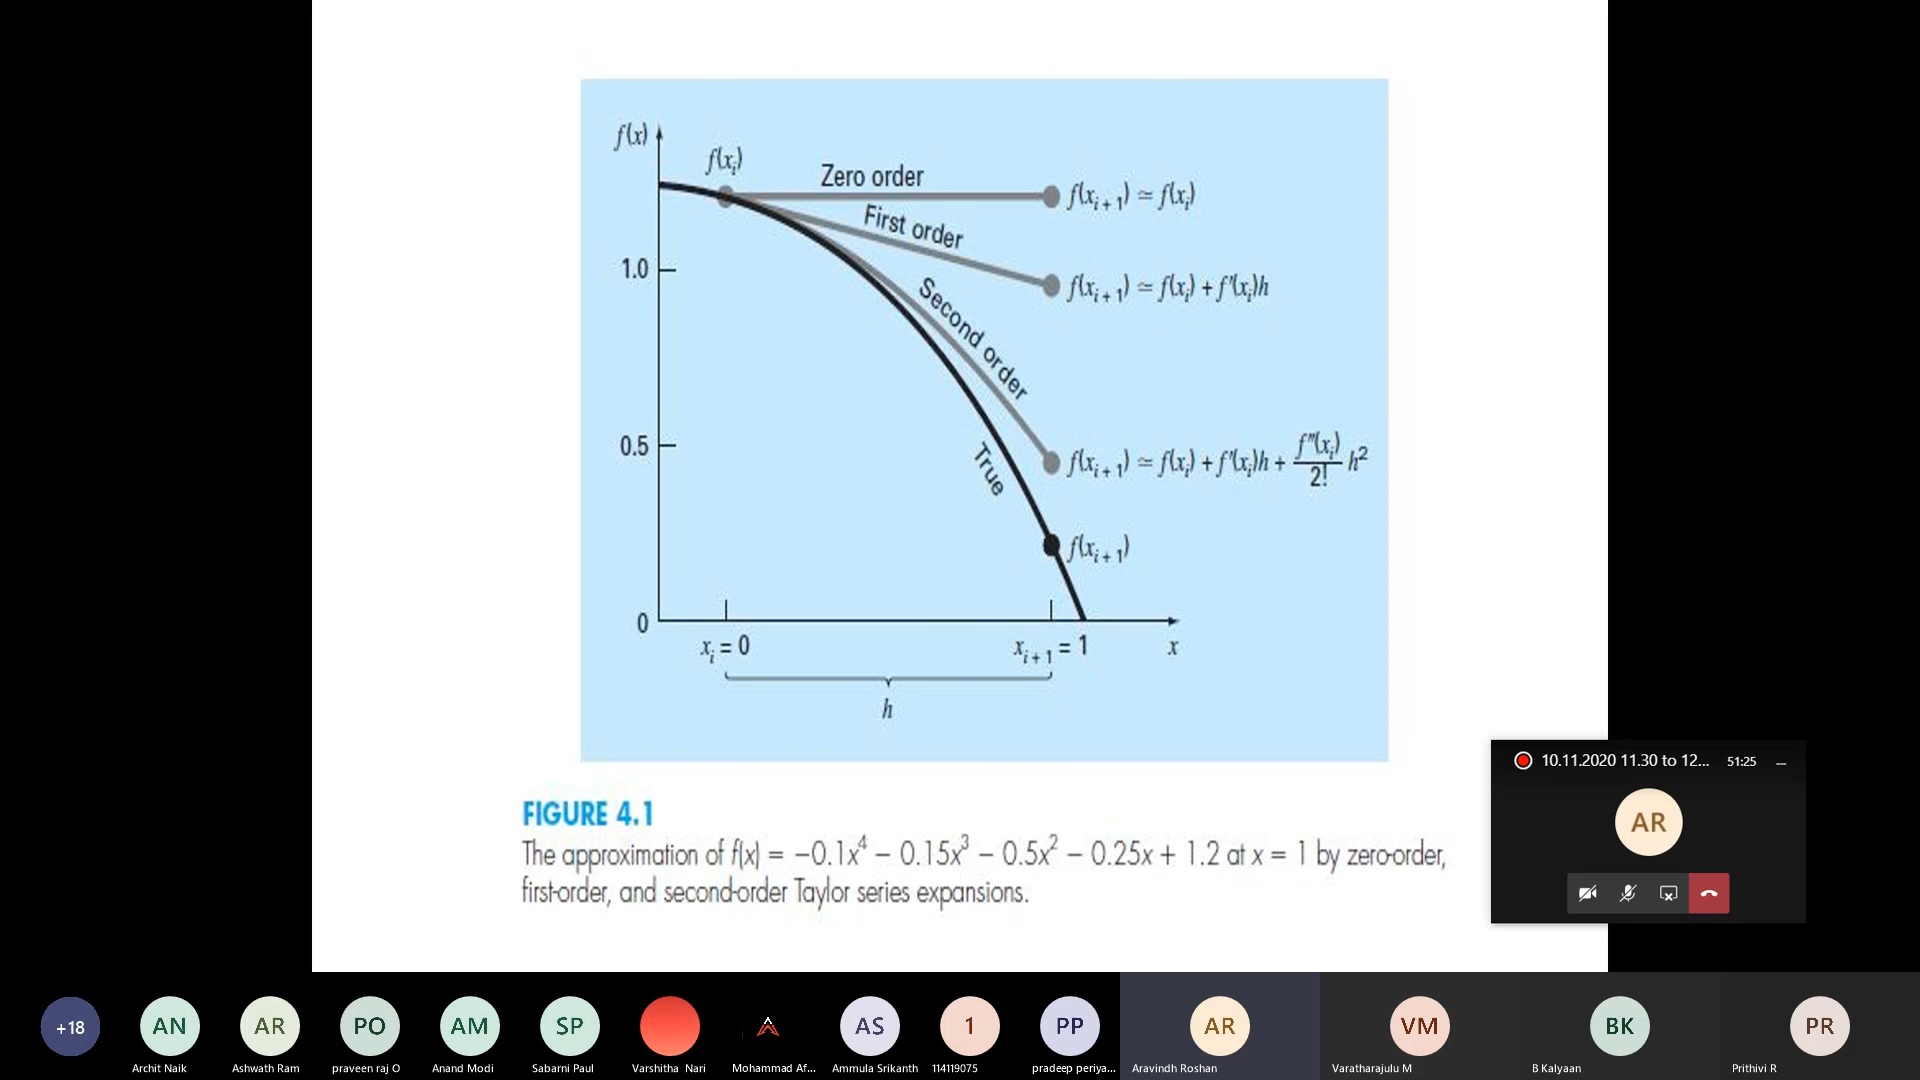 f(x)
f(xᵢ)
Zero order
f(xᵢ₊₁) ≃ f(xᵢ)
First order
1.0
f(xᵢ₊₁) ≃ f(xᵢ) + f′(xᵢ)h
Second order
0.5
True
f(xᵢ₊₁) ≃ f(xᵢ) + f′(xᵢ)h + f″(xᵢ)/2! h²
f(xᵢ₊₁)
0
xᵢ = 0
xᵢ₊₁ = 1
x
h
FIGURE 4.1
The approximation of f(x) = −0.1x⁴ − 0.15x³ − 0.5x² − 0.25x + 1.2 at x = 1 by zero-order,
first-order, and second-order Taylor series expansions.
10.11.2020 11.30 to 12... 51:25
AR
+18
AN
AR
PO
AM
SP
AS
1
PP
AR
VM
BK
PR
Archit Naik
Ashwath Ram
praveen raj O
Anand Modi
Sabarni Paul
Varshitha Nari
Mohammad Af...
Ammula Srikanth
114119075
pradeep periya...
Aravindh Roshan
Varatharajulu M
B Kalyaan
Prithivi R